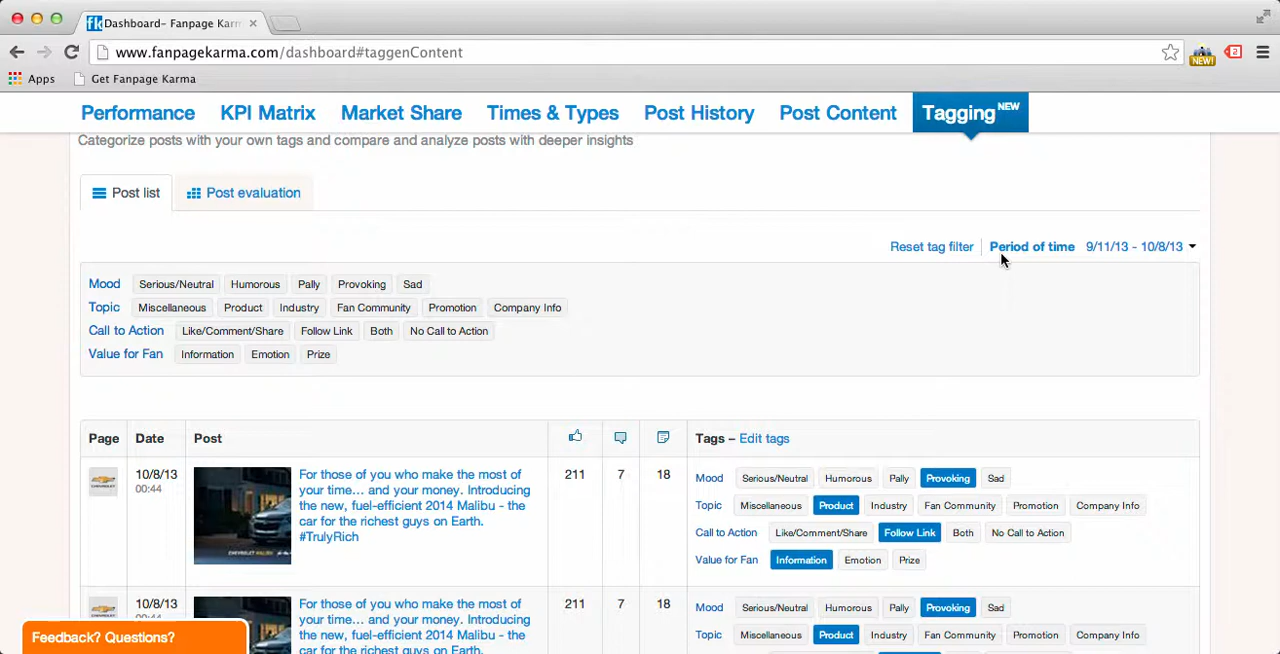 fk Dashboard– Fanpage Karm
www.fanpagekarma.com/dashboard#taggenContent
NEW! 2
Apps Get Fanpage Karma
Performance KPI Matrix Market Share Times & Types Post History Post Content Tagging NEW
Categorize posts with your own tags and compare and analyze posts with deeper insights
Post list Post evaluation
Reset tag filter Period of time 9/11/13 - 10/8/13
Mood Serious/Neutral Humorous Pally Provoking Sad
Topic Miscellaneous Product Industry Fan Community Promotion Company Info
Call to Action Like/Comment/Share Follow Link Both No Call to Action
Value for Fan Information Emotion Prize
Page Date Post Tags – Edit tags
CHEVROLET 10/8/13 00:44
For those of you who make the most of
your time… and your money. Introducing
the new, fuel-efficient 2014 Malibu - the
car for the richest guys on Earth.
#TrulyRich
CHEVROLET MALIBU
211 7 18
Mood Serious/Neutral Humorous Pally Provoking Sad
Topic Miscellaneous Product Industry Fan Community Promotion Company Info
Call to Action Like/Comment/Share Follow Link Both No Call to Action
Value for Fan Information Emotion Prize
10/8/13
For those of you who make the most of
your time… and your money. Introducing
the new, fuel-efficient 2014 Malibu - the
211 7 18
Mood Serious/Neutral Humorous Pally Provoking Sad
Topic Miscellaneous Product Industry Fan Community Promotion Company Info
Feedback? Questions?